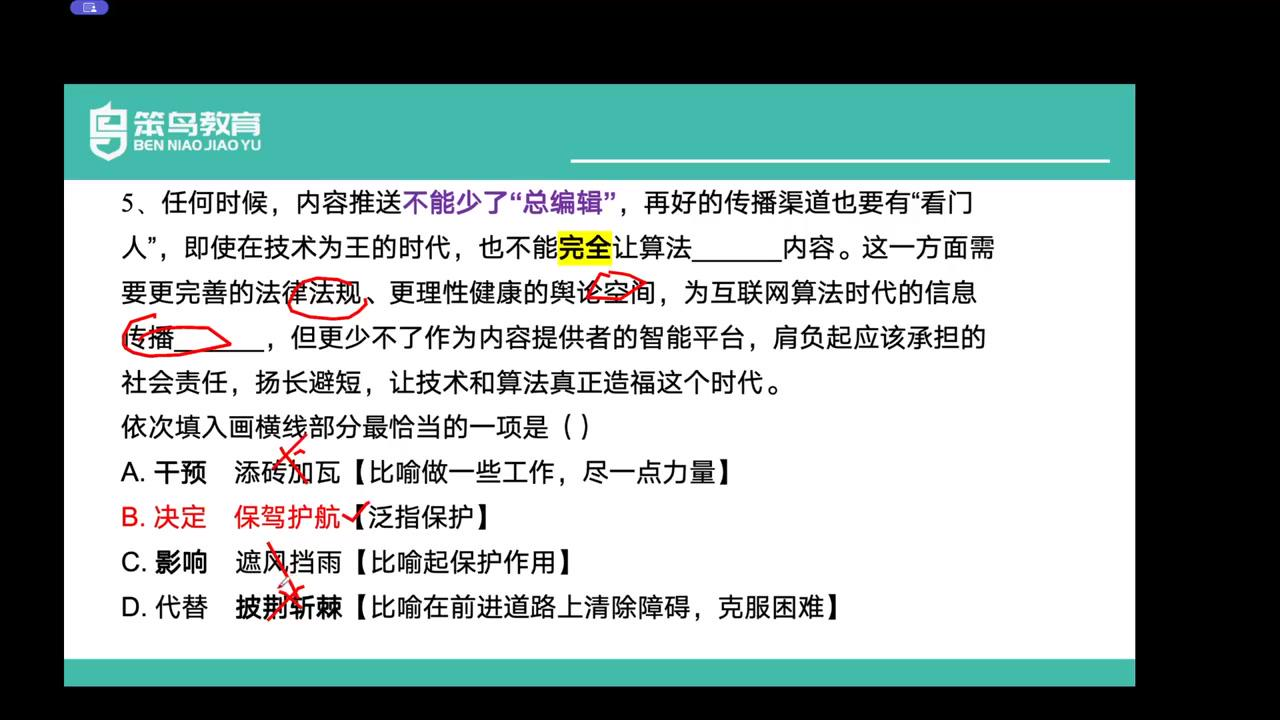 笨鸟教育
BEN NIAO JIAO YU
5、任何时候，内容推送不能少了“总编辑”，再好的传播渠道也要有“看门
人”，即使在技术为王的时代，也不能完全让算法______内容。这一方面需
要更完善的法律法规、更理性健康的舆论空间，为互联网算法时代的信息
传播______，但更少不了作为内容提供者的智能平台，肩负起应该承担的
社会责任，扬长避短，让技术和算法真正造福这个时代。
依次填入画横线部分最恰当的一项是（）
A. 干预 添砖加瓦【比喻做一些工作，尽一点力量】
B. 决定 保驾护航【泛指保护】
C. 影响 遮风挡雨【比喻起保护作用】
D. 代替 披荆斩棘【比喻在前进道路上清除障碍，克服困难】